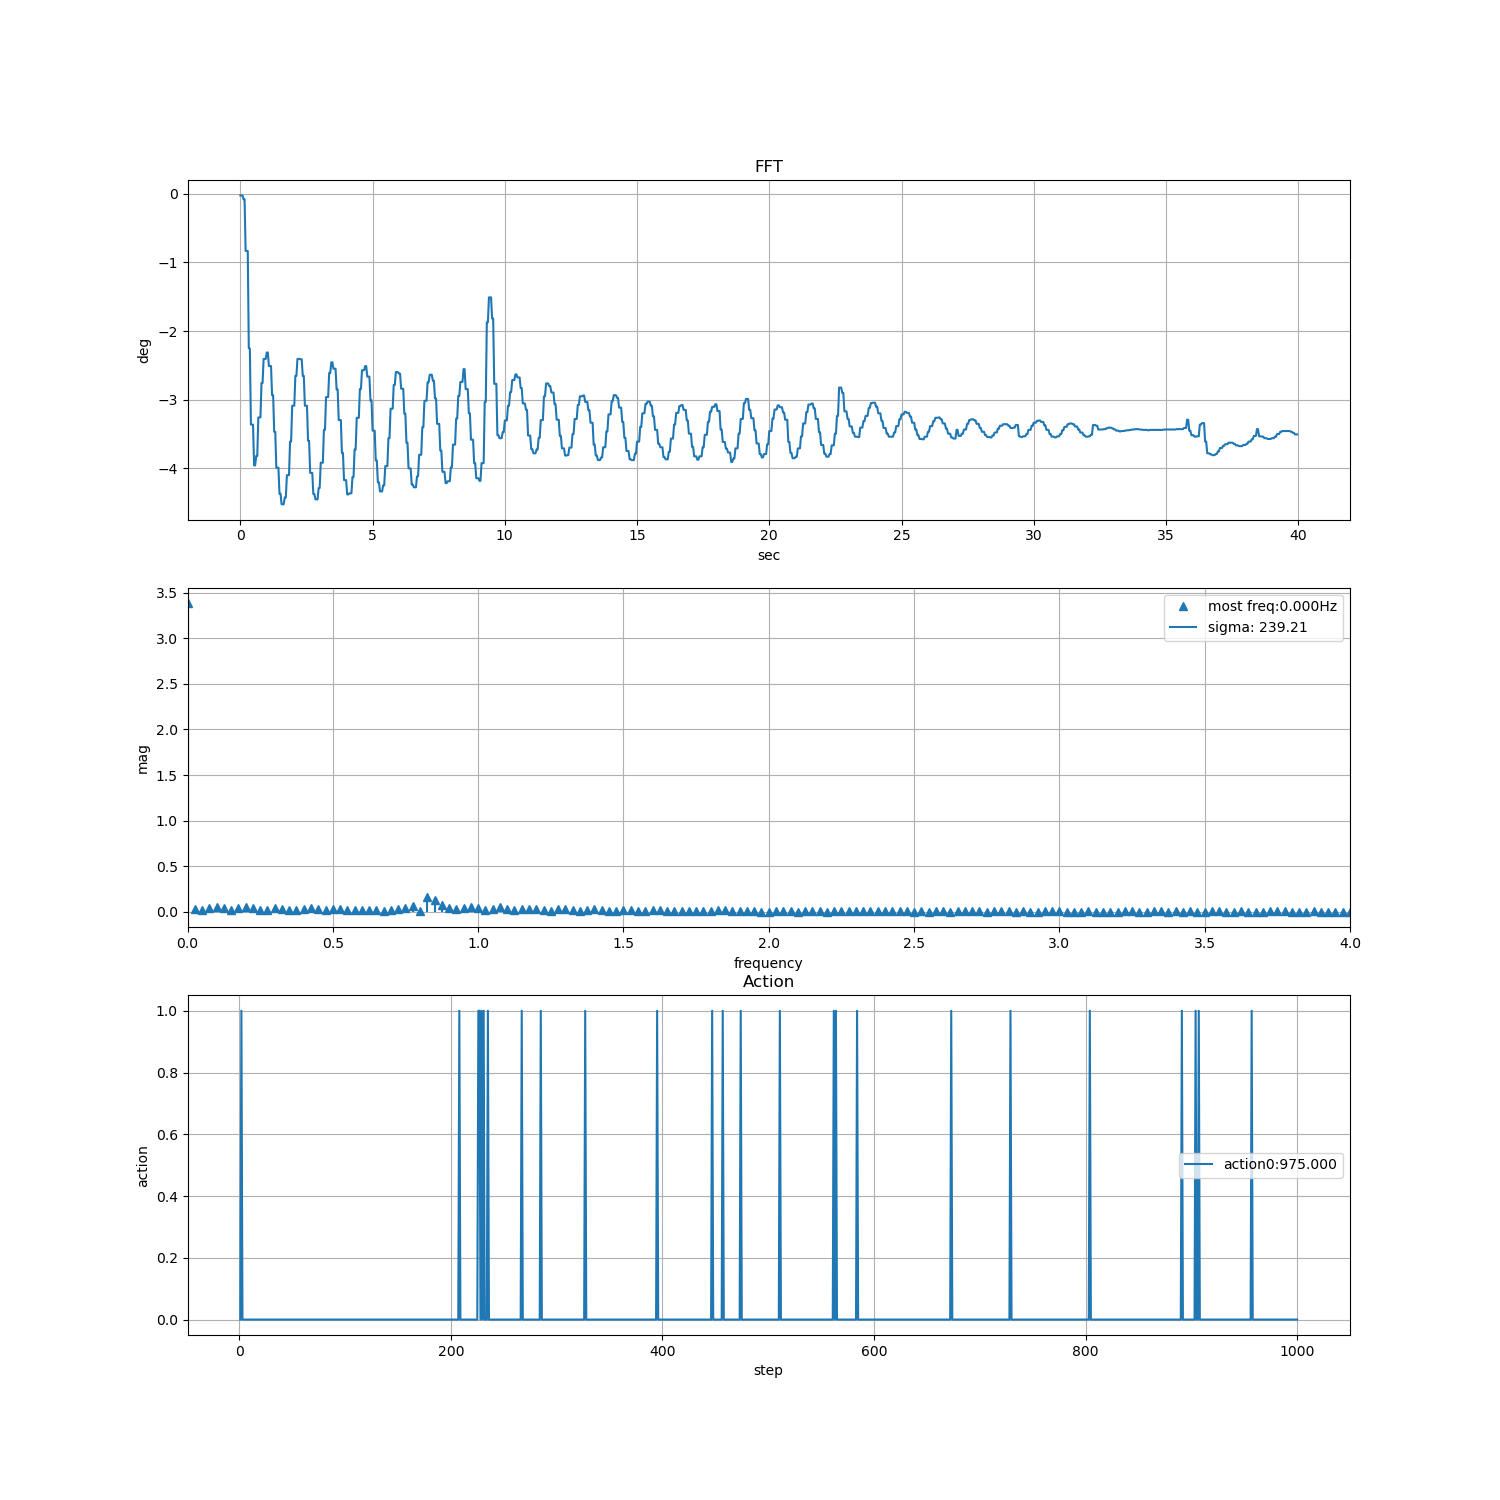 FFT
0
−1
−2
−3
−4
deg
0 5 10 15 20 25 30 35 40
sec
3.5
3.0
2.5
2.0
1.5
1.0
0.5
0.0
mag
most freq:0.000Hz
sigma: 239.21
0.0 0.5 1.0 1.5 2.0 2.5 3.0 3.5 4.0
frequency
Action
1.0
0.8
0.6
0.4
0.2
0.0
action
action0:975.000
0 200 400 600 800 1000
step